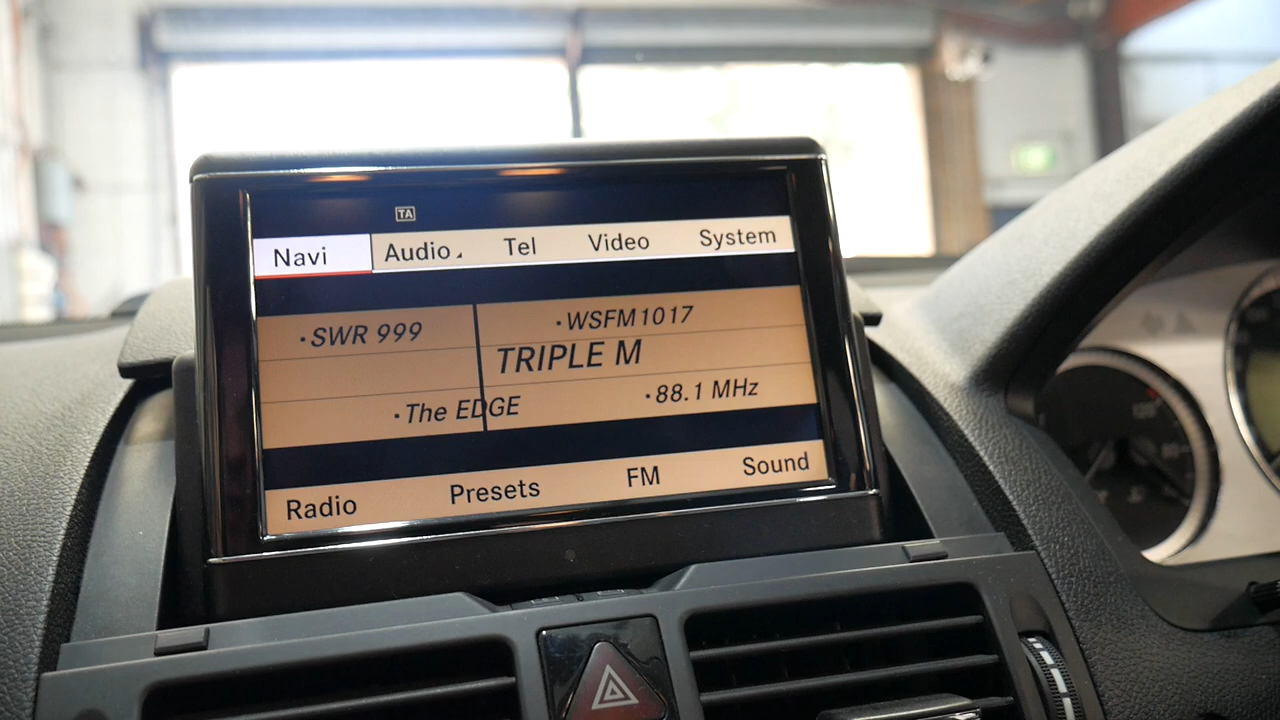 TA
Navi Audio Tel Video System
·SWR 999 ·WSFM1017
TRIPLE M
·The EDGE ·88.1 MHz
Radio Presets FM Sound